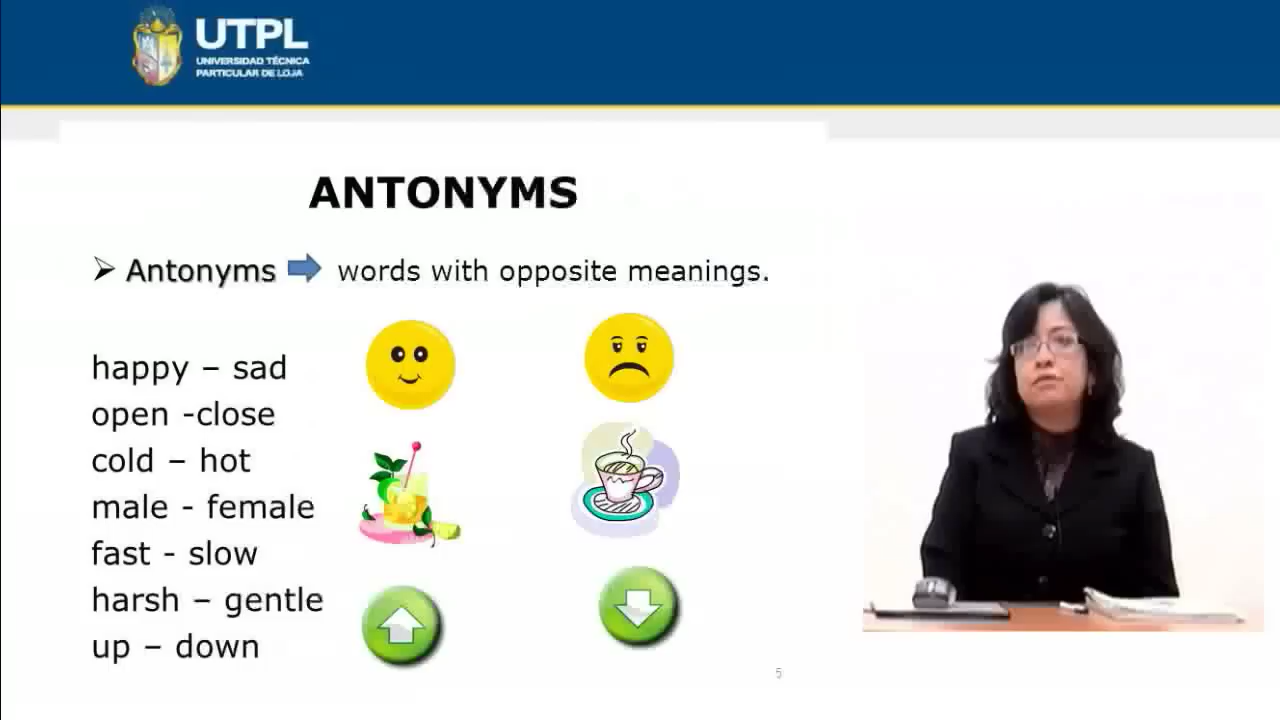 UTPL
UNIVERSIDAD TÉCNICA
PARTICULAR DE LOJA
ANTONYMS
Antonyms words with opposite meanings.
happy – sad
open -close
cold – hot
male - female
fast - slow
harsh – gentle
up – down
5